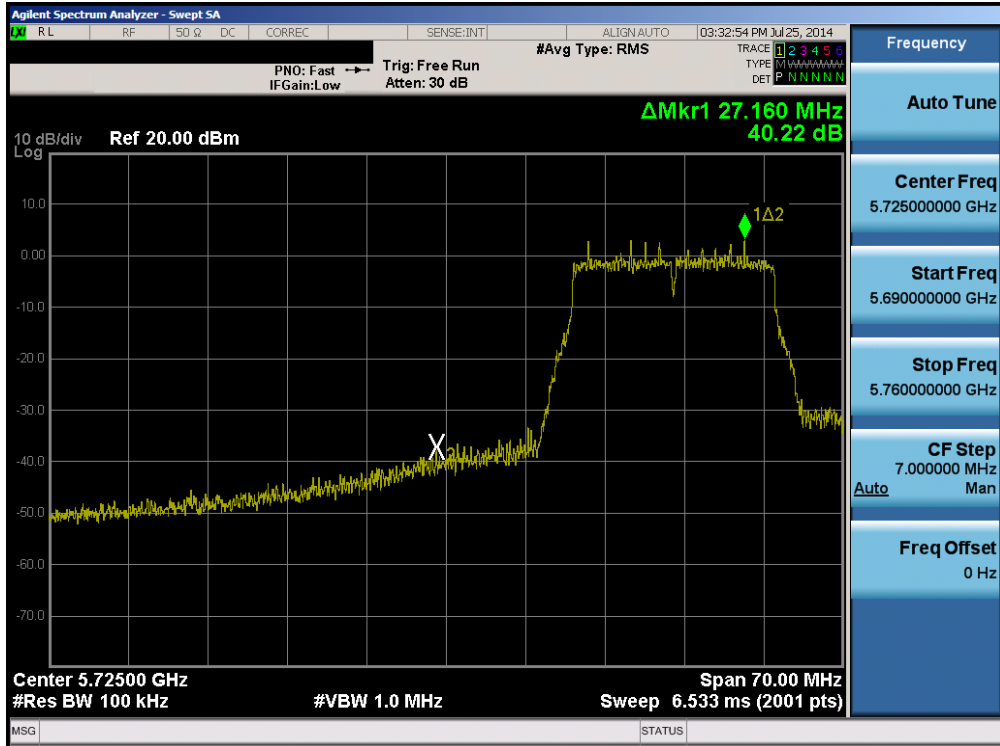 Agilent Spectrum Analyzer - Swept SA
LXI RL RF 50 Ω DC CORREC SENSE:INT ALIGN AUTO 03:32:54 PM Jul 25, 2014
#Avg Type: RMS
TRACE 1 2 3 4 5 6
PNO: Fast Trig: Free Run
TYPE M WWWWW
IFGain:Low Atten: 30 dB
DET P N N N N N
ΔMkr1 27.160 MHz
40.22 dB
10 dB/div Ref 20.00 dBm
Log
10.0
1Δ2
0.00
-10.0
-20.0
-30.0
X2
-40.0
-50.0
-60.0
-70.0
Center 5.72500 GHz Span 70.00 MHz
#Res BW 100 kHz #VBW 1.0 MHz Sweep 6.533 ms (2001 pts)
MSG STATUS
Frequency
Auto Tune
Center Freq
5.725000000 GHz
Start Freq
5.690000000 GHz
Stop Freq
5.760000000 GHz
CF Step
7.000000 MHz
Auto Man
Freq Offset
0 Hz